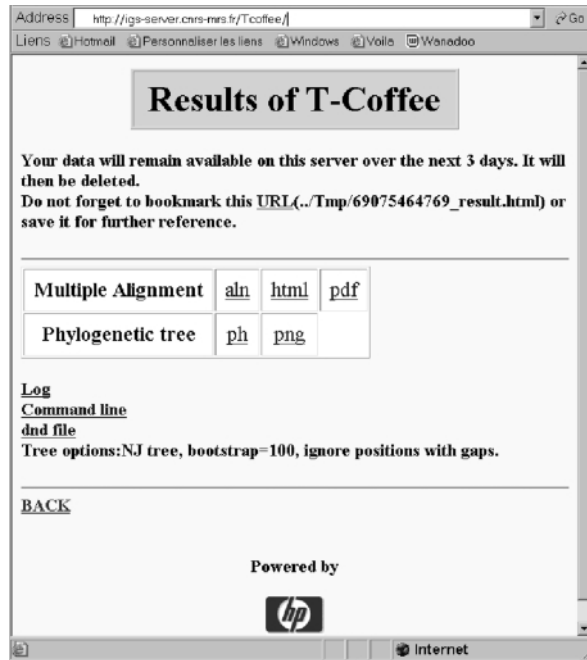 Address http://igs-server.cnrs-mrs.fr/Tcoffee/ Go
Liens Hotmail Personnaliser les liens Windows Voila Wanadoo
Results of T-Coffee
Your data will remain available on this server over the next 3 days. It will
then be deleted.
Do not forget to bookmark this URL(../Tmp/69075464769_result.html) or
save it for further reference.
Multiple Alignment aln html pdf
Phylogenetic tree ph png
Log
Command line
dnd file
Tree options:NJ tree, bootstrap=100, ignore positions with gaps.
BACK
Powered by
hp
Internet